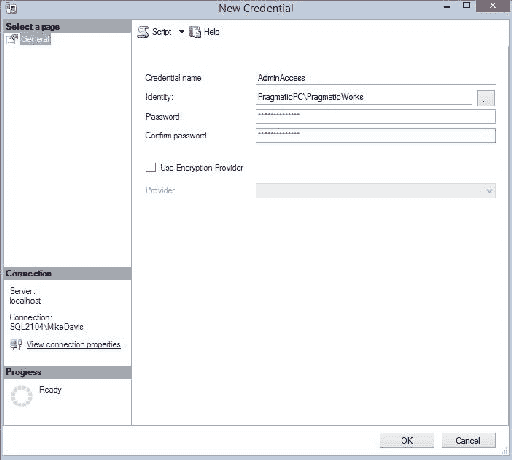 New Credential
Select a page
General
Script Help
Credential name AdminAccess
Identity: PragmaticPC\PragmaticWorks ...
Password *************
Confirm password *************
Use Encryption Provider
Provider
Connection
Server:
localhost
Connection:
SQL2104\MikeDavis
View connection properties
Progress
Ready
OK Cancel